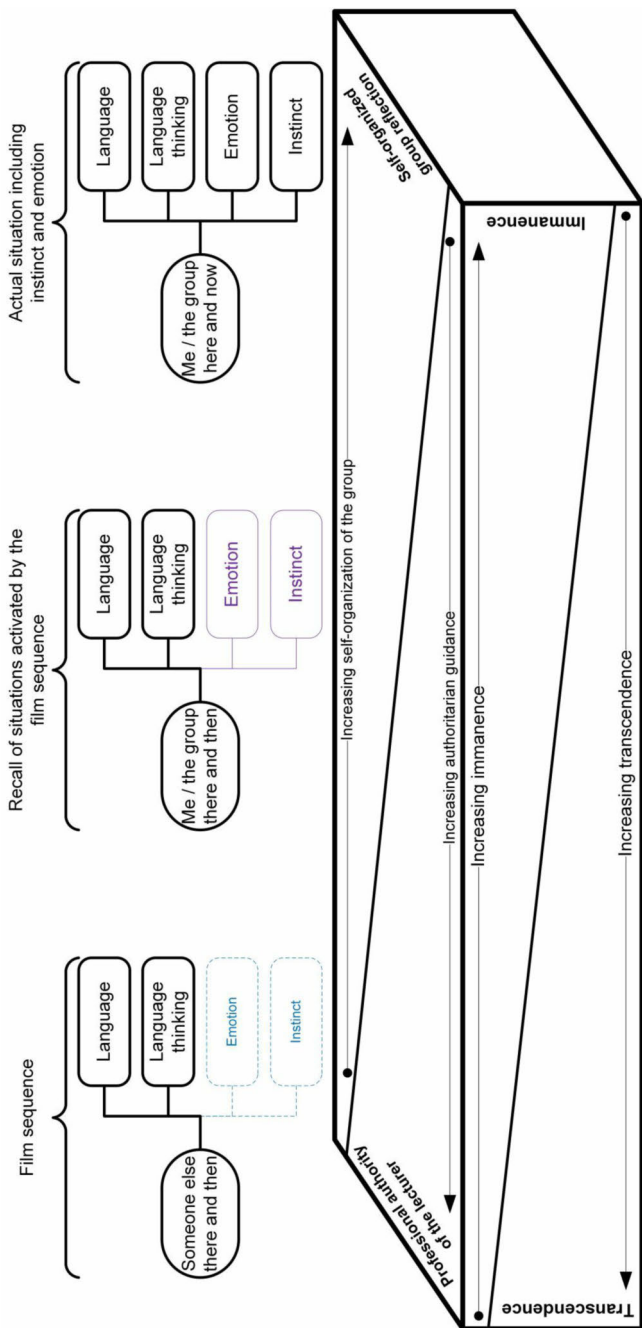 Film sequence
Someone else
there and then
Language
Language
thinking
Emotion
Instinct
Recall of situations activated by the
film sequence
Me / the group
there and then
Language
Language
thinking
Emotion
Instinct
Actual situation including
instinct and emotion
Me / the group
here and now
Language
Language
thinking
Emotion
Instinct
Increasing self-organization of the group
Self-organized
group reflection
Professional authority
of the lecturer
Increasing authoritarian guidance
Increasing immanence
Immanence
Transcendence
Increasing transcendence